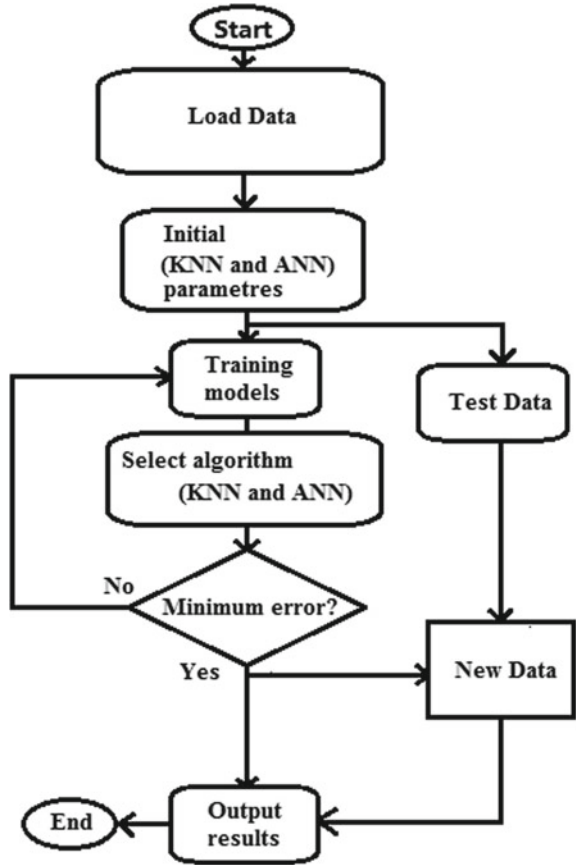 Start
Load Data
Initial
(KNN and ANN)
parametres
Training
models
Test Data
Select algorithm
(KNN and ANN)
No
Minimum error?
Yes
New Data
Output
results
End